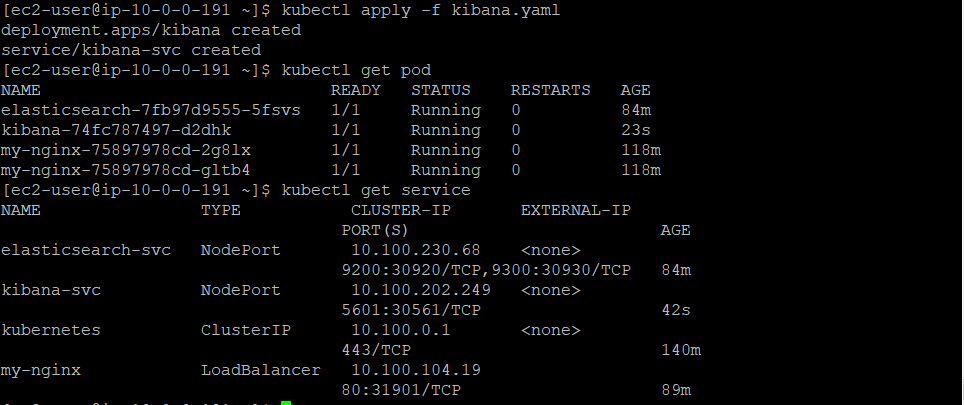 [ec2-user@ip-10-0-0-191 ~]$ kubectl apply -f kibana.yaml
deployment.apps/kibana created
service/kibana-svc created
[ec2-user@ip-10-0-0-191 ~]$ kubectl get pod
NAME READY STATUS RESTARTS AGE
elasticsearch-7fb97d9555-5fsvs 1/1 Running 0 84m
kibana-74fc787497-d2dhk 1/1 Running 0 23s
my-nginx-75897978cd-2g8lx 1/1 Running 0 118m
my-nginx-75897978cd-gltb4 1/1 Running 0 118m
[ec2-user@ip-10-0-0-191 ~]$ kubectl get service
NAME TYPE CLUSTER-IP EXTERNAL-IP
PORT(S) AGE
elasticsearch-svc NodePort 10.100.230.68 <none>
9200:30920/TCP,9300:30930/TCP 84m
kibana-svc NodePort 10.100.202.249 <none>
5601:30561/TCP 42s
kubernetes ClusterIP 10.100.0.1 <none>
443/TCP 140m
my-nginx LoadBalancer 10.100.104.19
80:31901/TCP 89m